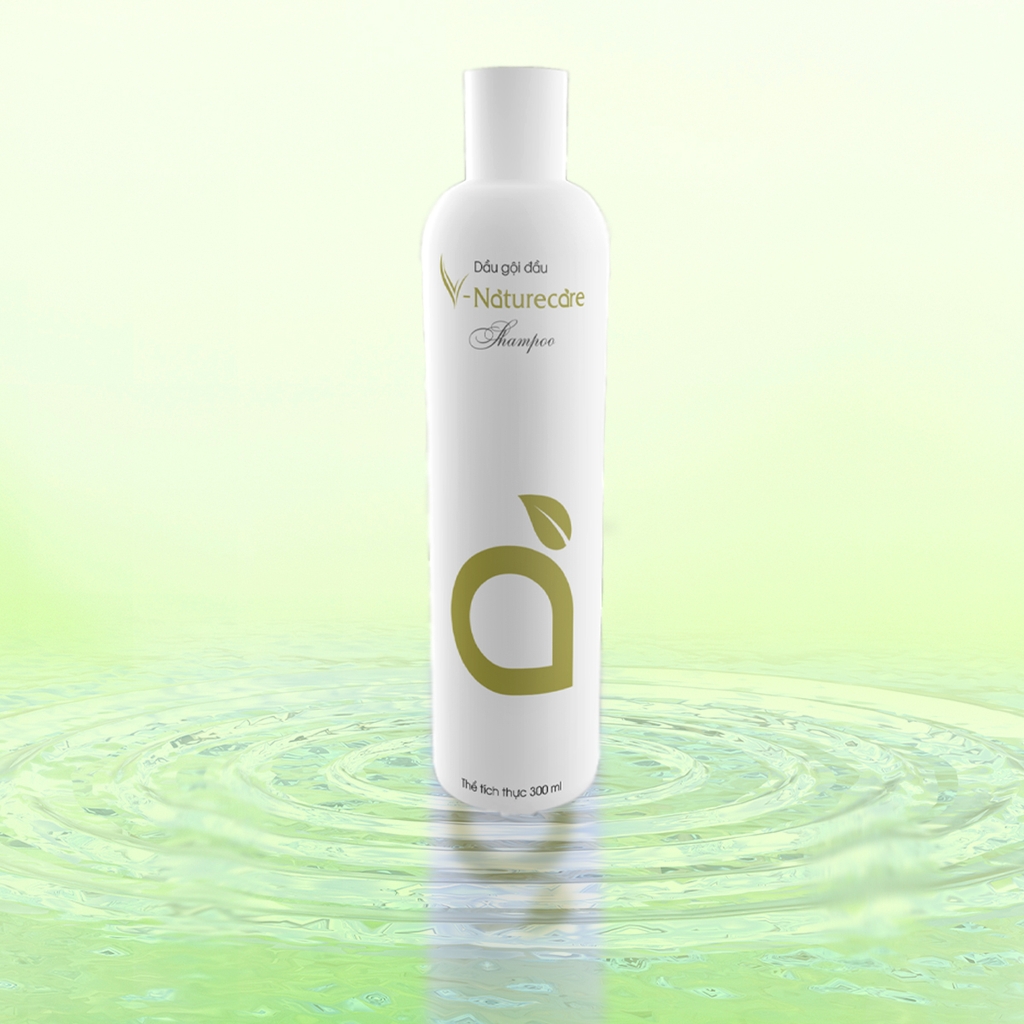 Dầu gội đầu
V-Naturecare
Shampoo
Thể tích thực 300 ml